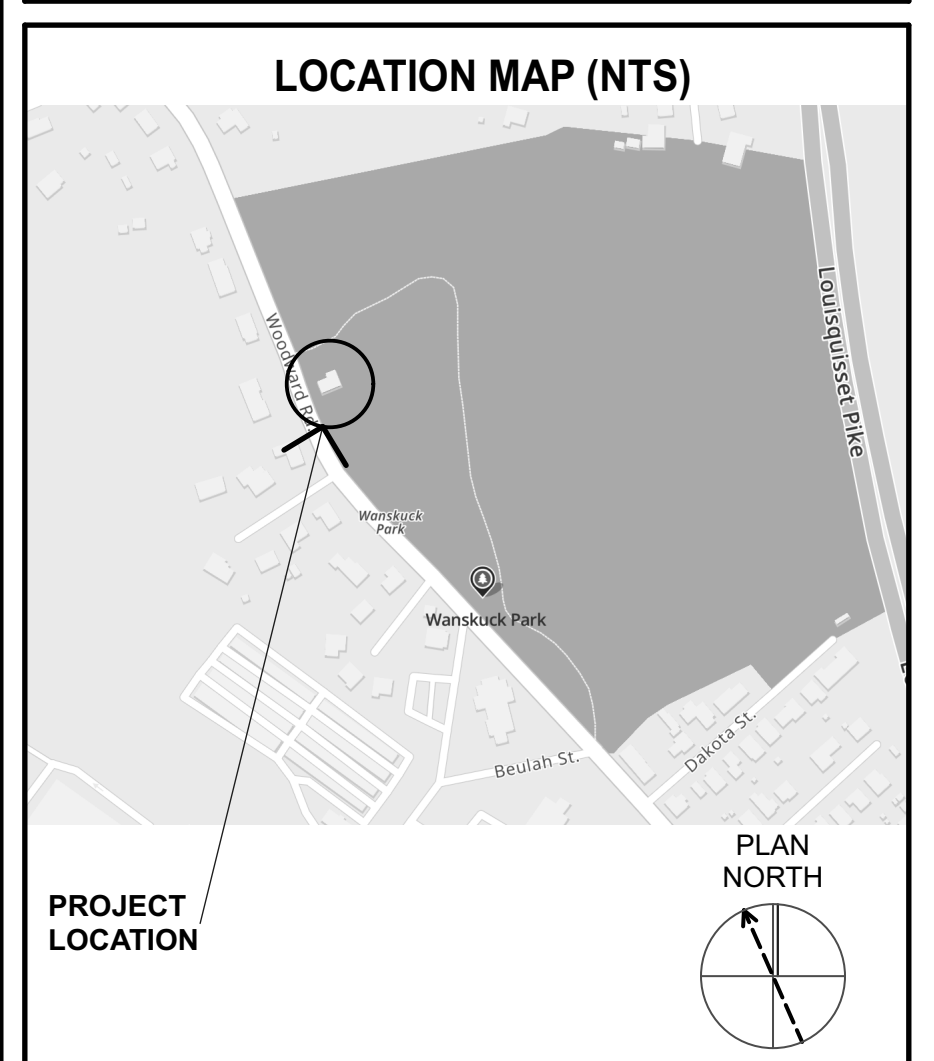 LOCATION MAP (NTS)
Louisquisset Pike
Woodward Rd.
Wanskuck
Park
Wanskuck Park
Dakota St.
Beulah St.
PLAN
NORTH
PROJECT
LOCATION